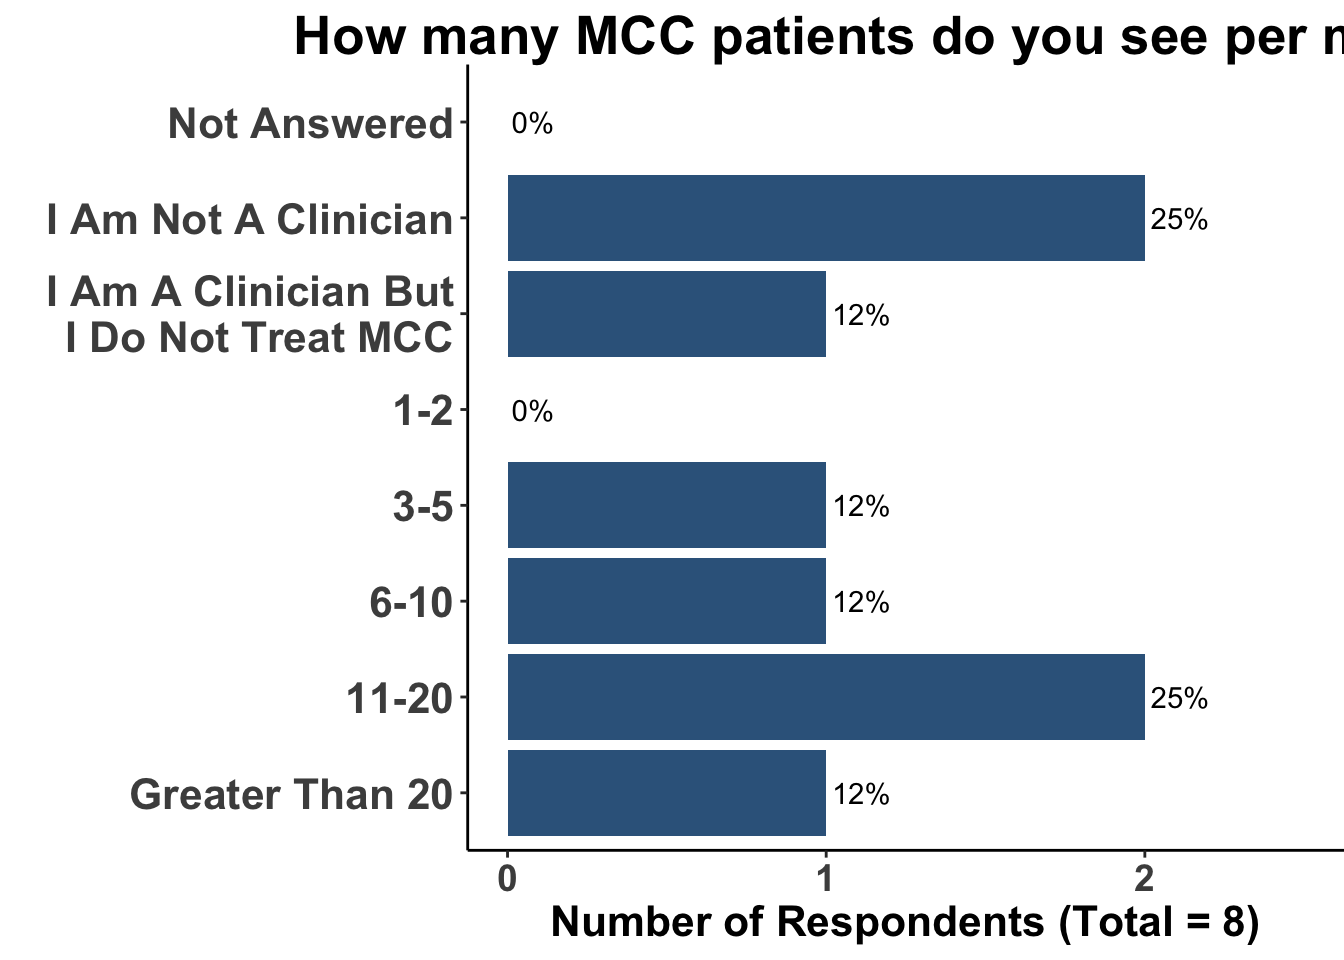 How many MCC patients do you see per
Not Answered
0%
I Am Not A Clinician
25%
I Am A Clinician But
I Do Not Treat MCC
12%
1-2
0%
3-5
12%
6-10
12%
11-20
25%
Greater Than 20
12%
0 1 2
Number of Respondents (Total = 8)